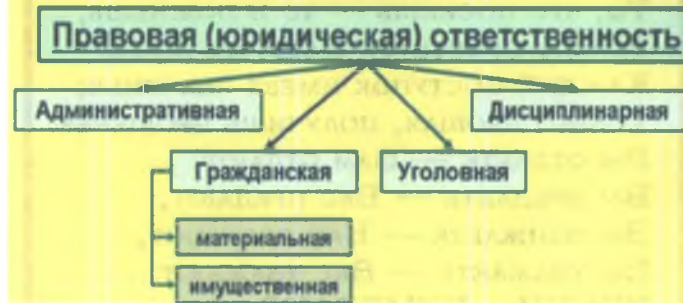 Правовая (юридическая) ответственность
Административная
Дисциплинарная
Гражданская
Уголовная
материальная
имущественная